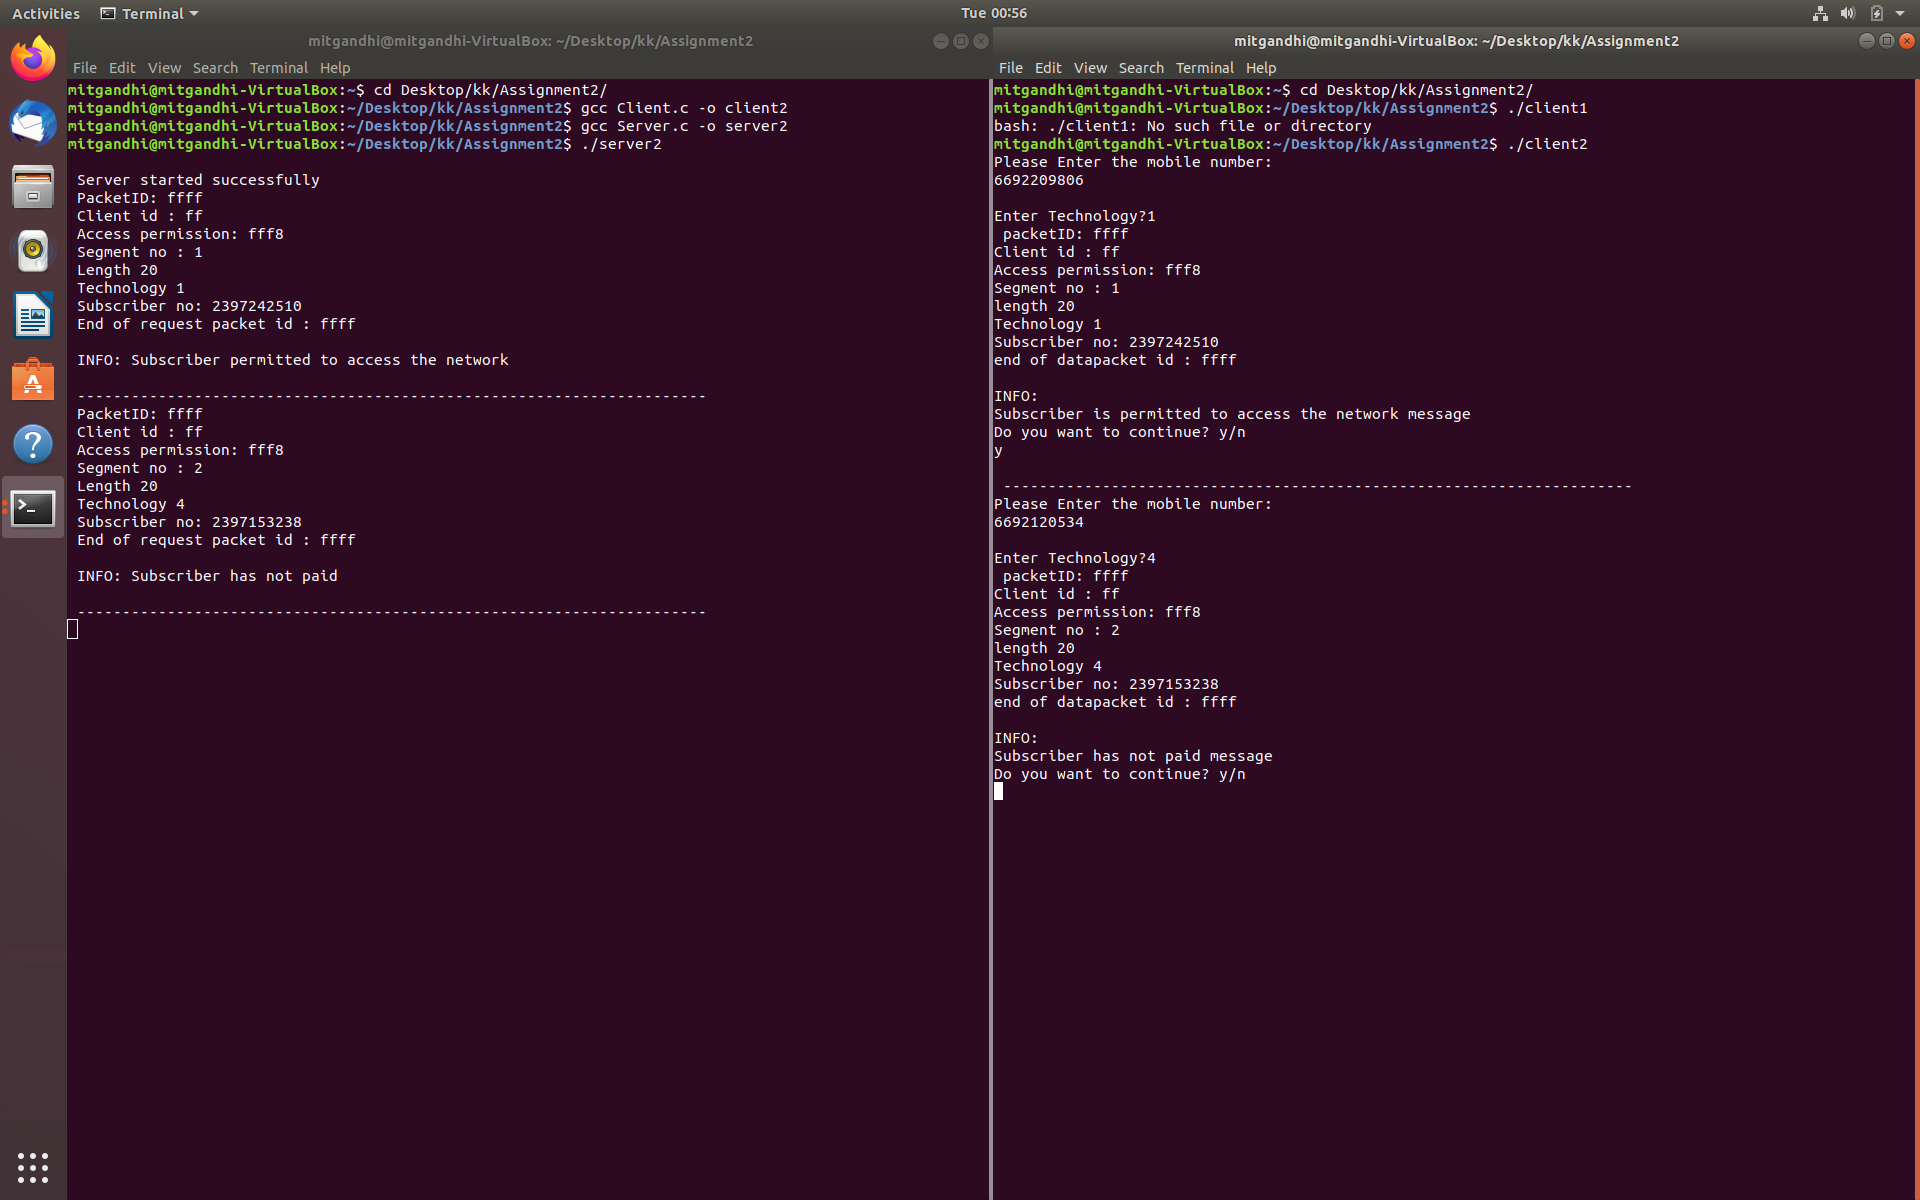 Activities Terminal Tue 00:56
mitgandhi@mitgandhi-VirtualBox: ~/Desktop/kk/Assignment2
File Edit View Search Terminal Help
mitgandhi@mitgandhi-VirtualBox:~$ cd Desktop/kk/Assignment2/
mitgandhi@mitgandhi-VirtualBox:~/Desktop/kk/Assignment2$ gcc Client.c -o client2
mitgandhi@mitgandhi-VirtualBox:~/Desktop/kk/Assignment2$ gcc Server.c -o server2
mitgandhi@mitgandhi-VirtualBox:~/Desktop/kk/Assignment2$ ./server2
Server started successfully
PacketID: ffff
Client id : ff
Access permission: fff8
Segment no : 1
Length 20
Technology 1
Subscriber no: 2397242510
End of request packet id : ffff
INFO: Subscriber permitted to access the network
----------------------------------------------------------------------
PacketID: ffff
Client id : ff
Access permission: fff8
Segment no : 2
Length 20
Technology 4
Subscriber no: 2397153238
End of request packet id : ffff
INFO: Subscriber has not paid
----------------------------------------------------------------------
mitgandhi@mitgandhi-VirtualBox: ~/Desktop/kk/Assignment2
File Edit View Search Terminal Help
mitgandhi@mitgandhi-VirtualBox:~$ cd Desktop/kk/Assignment2/
mitgandhi@mitgandhi-VirtualBox:~/Desktop/kk/Assignment2$ ./client1
bash: ./client1: No such file or directory
mitgandhi@mitgandhi-VirtualBox:~/Desktop/kk/Assignment2$ ./client2
Please Enter the mobile number:
6692209806
Enter Technology?1
packetID: ffff
Client id : ff
Access permission: fff8
Segment no : 1
length 20
Technology 1
Subscriber no: 2397242510
end of datapacket id : ffff
INFO:
Subscriber is permitted to access the network message
Do you want to continue? y/n
y
----------------------------------------------------------------------
Please Enter the mobile number:
6692120534
Enter Technology?4
packetID: ffff
Client id : ff
Access permission: fff8
Segment no : 2
length 20
Technology 4
Subscriber no: 2397153238
end of datapacket id : ffff
INFO:
Subscriber has not paid message
Do you want to continue? y/n